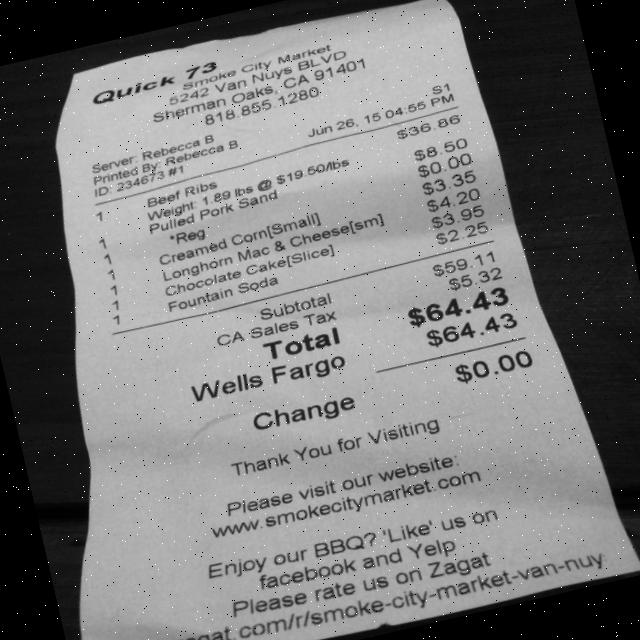 Quick 73
Smoke City Market
5242 Van Nuys BLVD
Sherman Oaks, CA 91401
818.855.1280
S1
Server: Rebecca B Jun 26, 15 04:55 PM
Printed By: Rebecca B
ID: 234673 #1
1 Beef Ribs $36.86
Weight: 1.89 lbs @ $19.50/lbs
1 Pulled Pork Sand $8.50
1 *Reg $0.00
1 Creamed Corn[Small] $3.35
1 Longhorn Mac & Cheese[sm] $4.20
1 Chocolate Cake[Slice] $3.95
1 Fountain Soda $2.25
Subtotal $59.11
CA Sales Tax $5.32
Total $64.43
Wells Fargo $64.43
Change $0.00
Thank You for Visiting
Please visit our website:
www.smokecitymarket.com
Enjoy our BBQ? 'Like' us on
facebook and Yelp
Please rate us on Zagat
agat.com/r/smoke-city-market-van-nuy